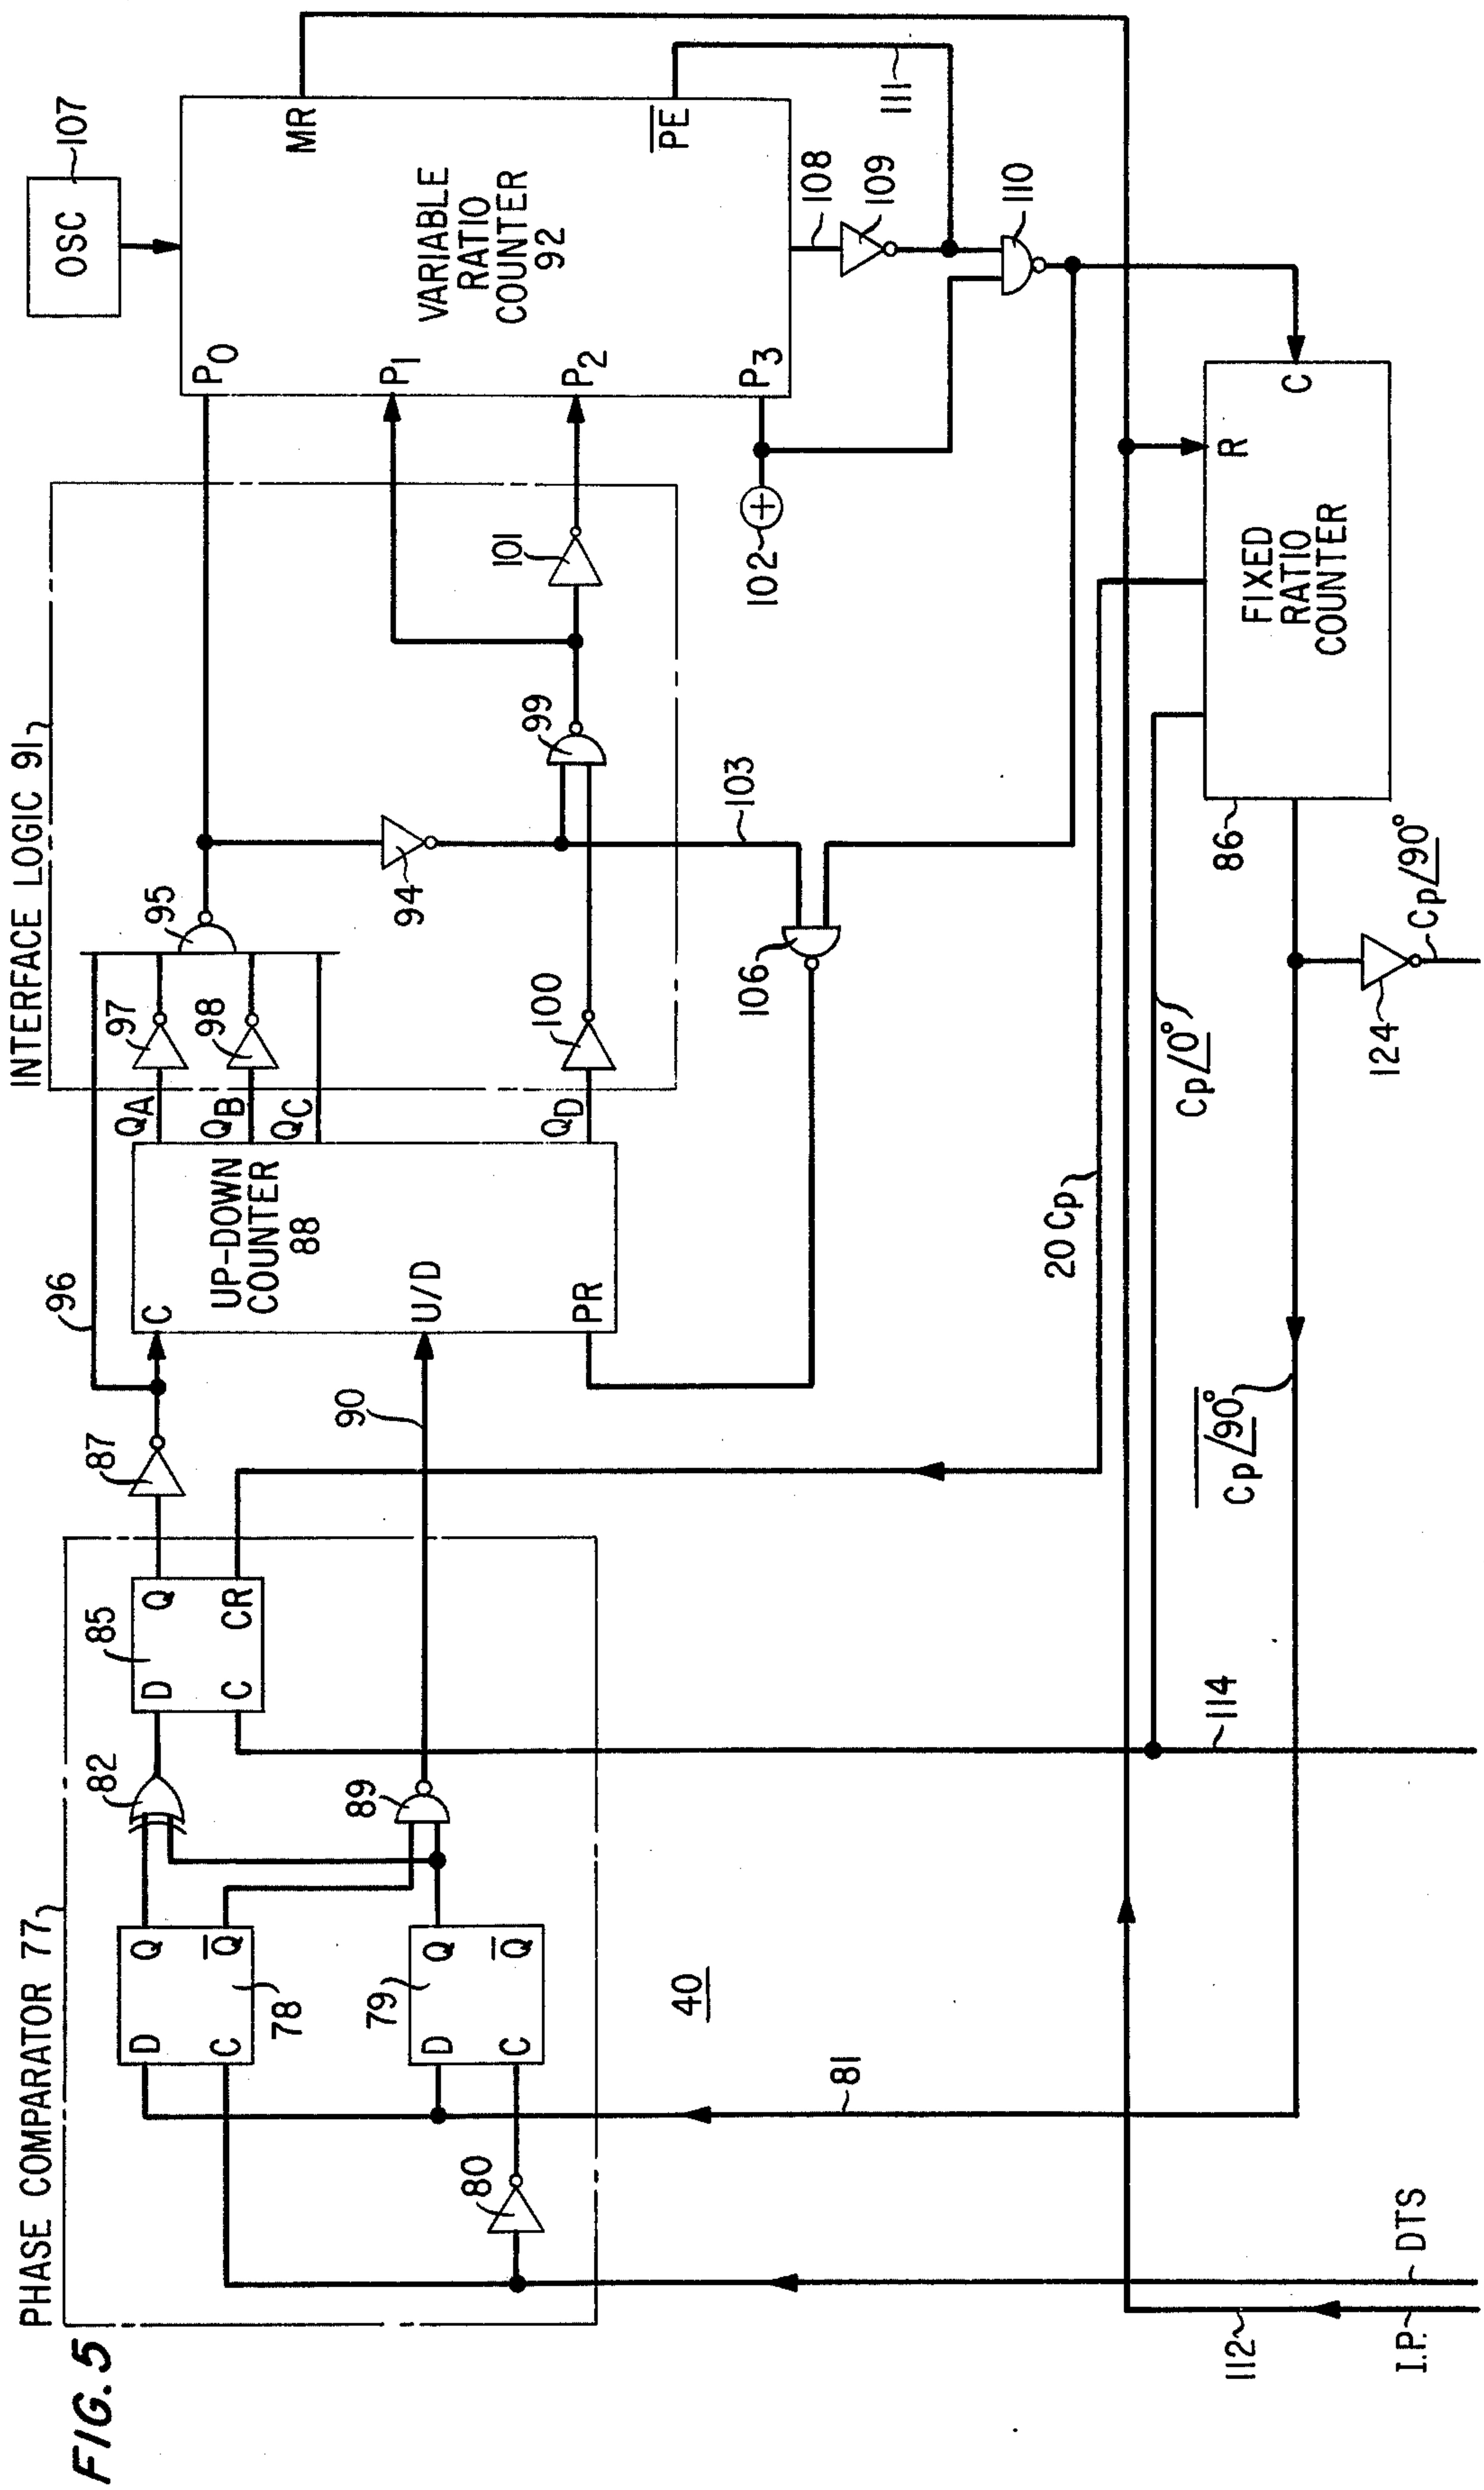 FIG. 5
PHASE COMPARATOR 77
INTERFACE LOGIC 91
D
Q
C
Q̅
78
79
D
Q
C
Q̅
80
82
89
85
D
Q
C
CR
87
96
90
C
UP-DOWN
COUNTER
88
U/D
PR
QA
QB
QC
QD
97
98
95
100
94
99
101
103
106
102
+
OSC
107
P0
P1
P2
P3
MR
P̅E̅
VARIABLE
RATIO
COUNTER
92
108
109
110
111
40
81
20 Cp
Cp/0°
114
C̅p̅/̅9̅0̅°̅
R
C
FIXED
RATIO
COUNTER
86
124
Cp/90°
112
I.P.
DTS